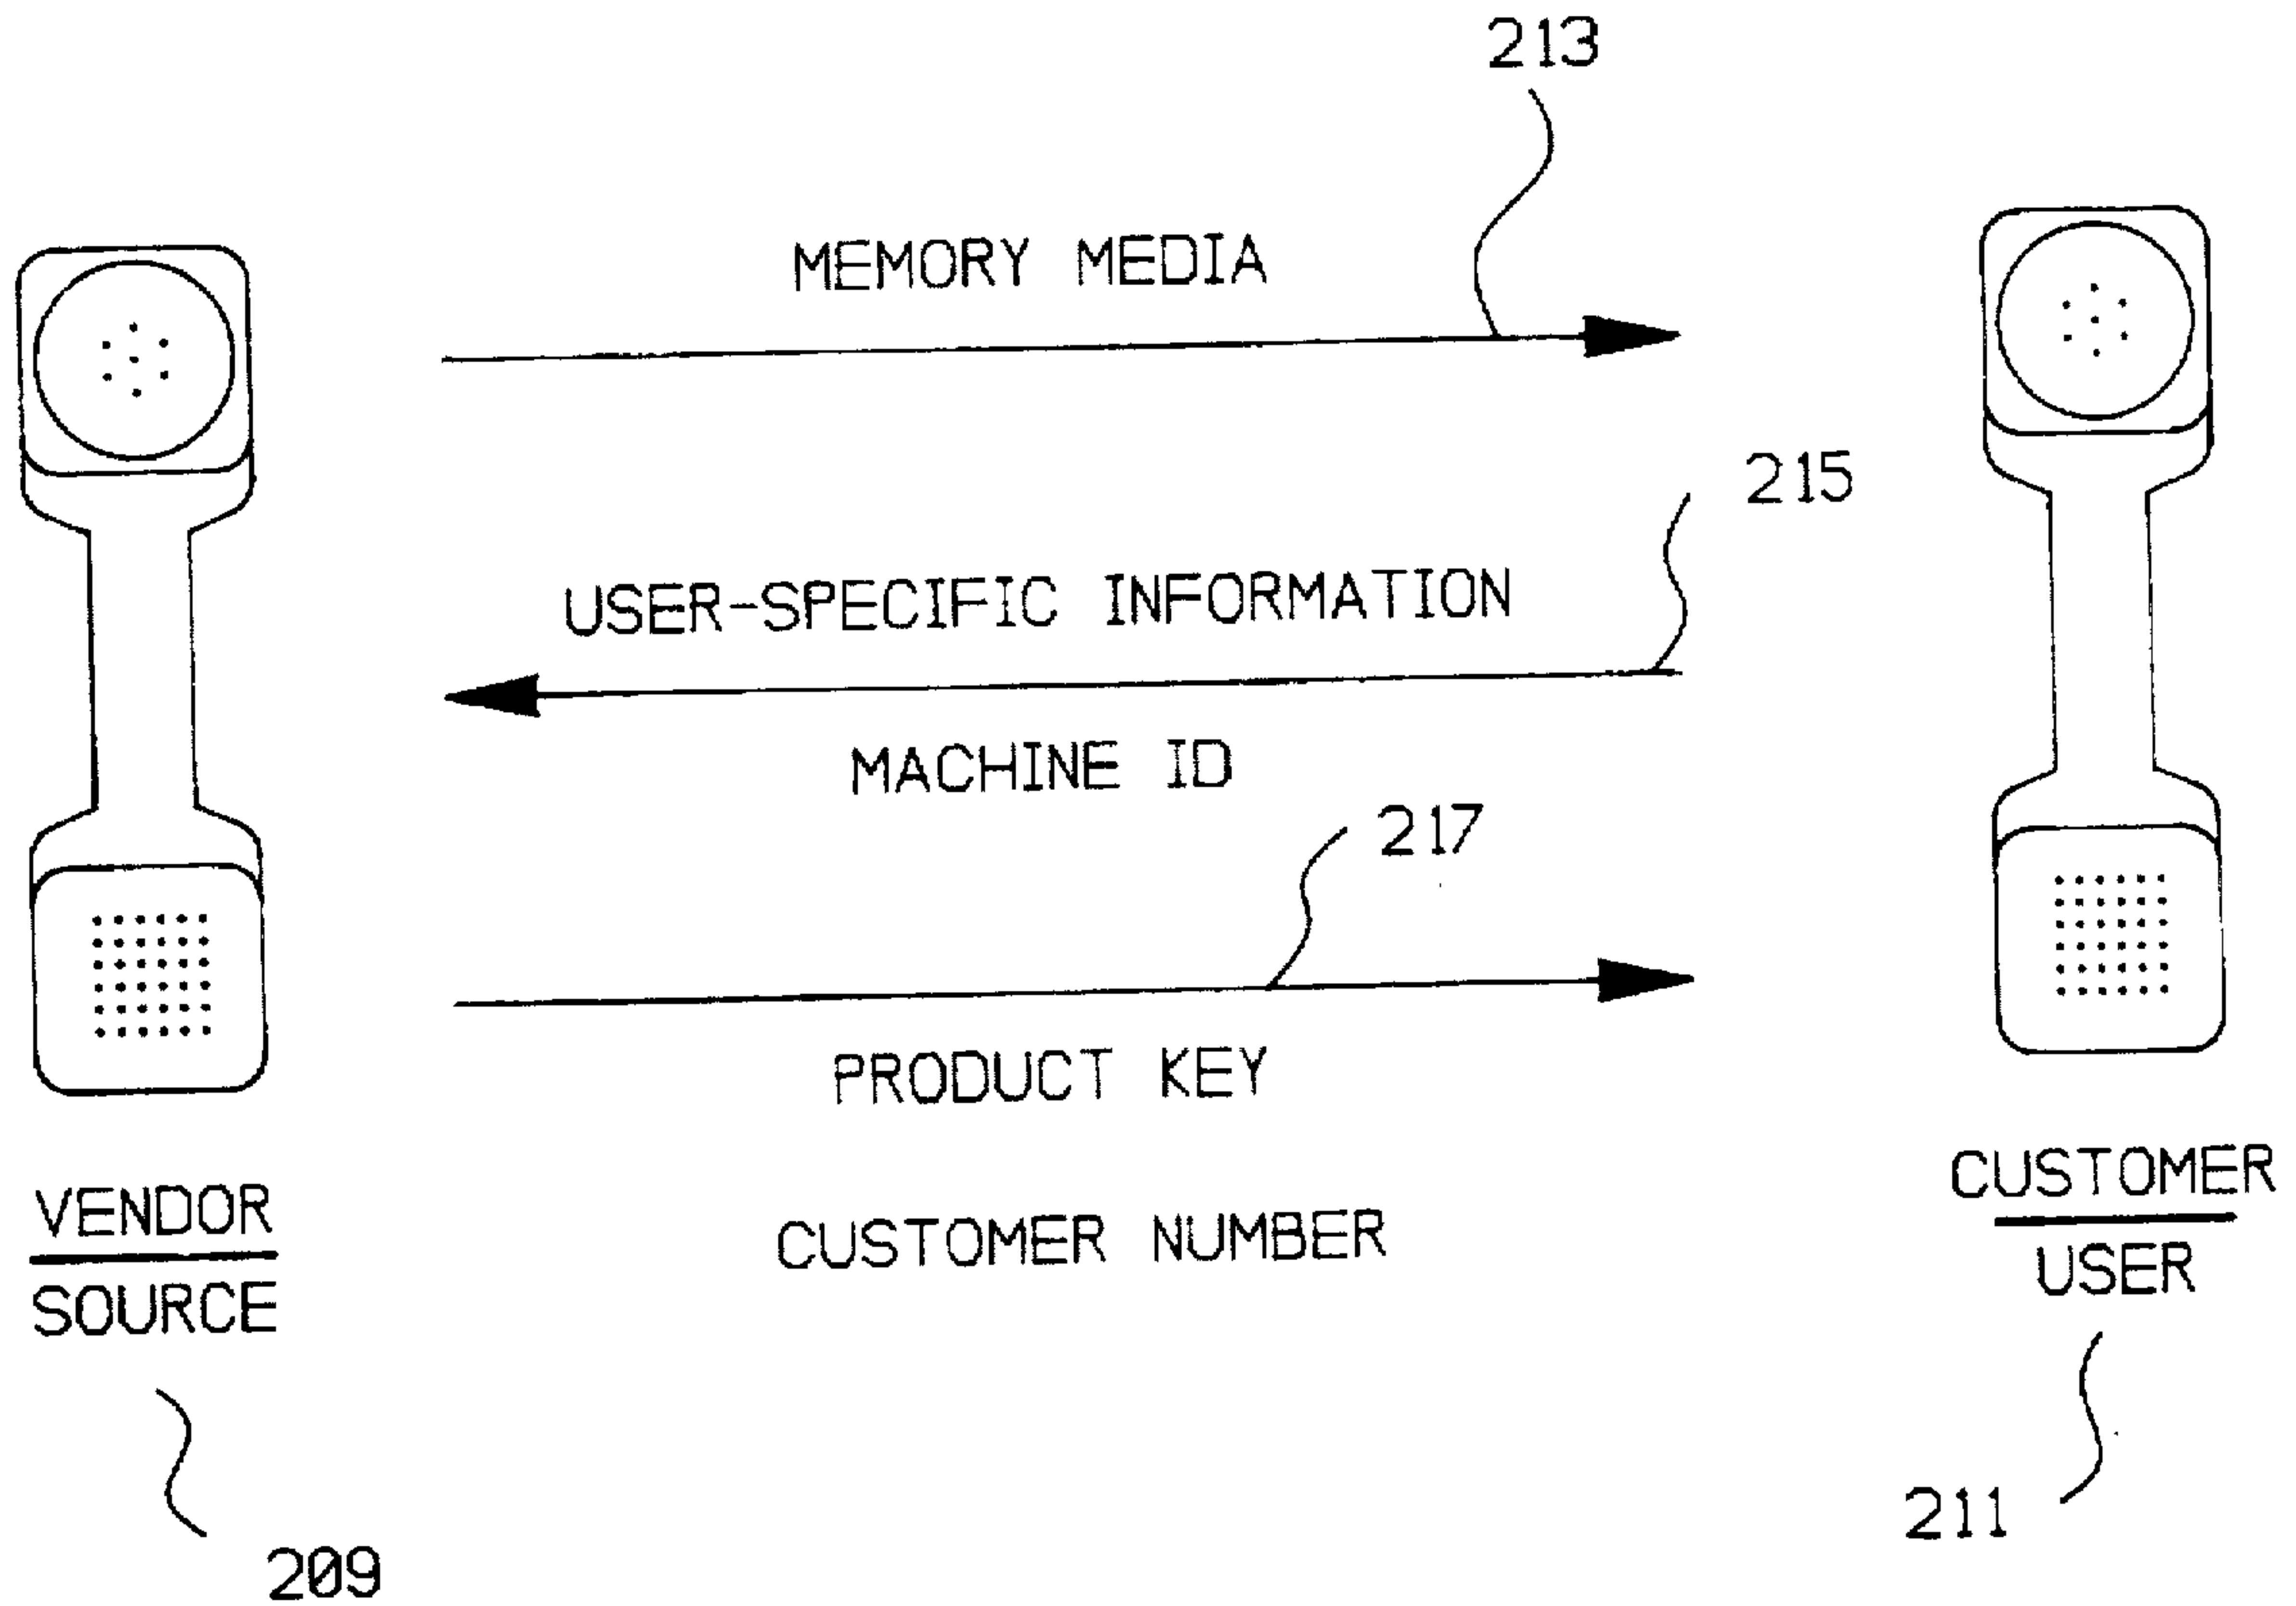 213
MEMORY MEDIA
215
USER-SPECIFIC INFORMATION
MACHINE ID
217
PRODUCT KEY
CUSTOMER NUMBER
VENDOR
SOURCE
CUSTOMER
USER
209
211